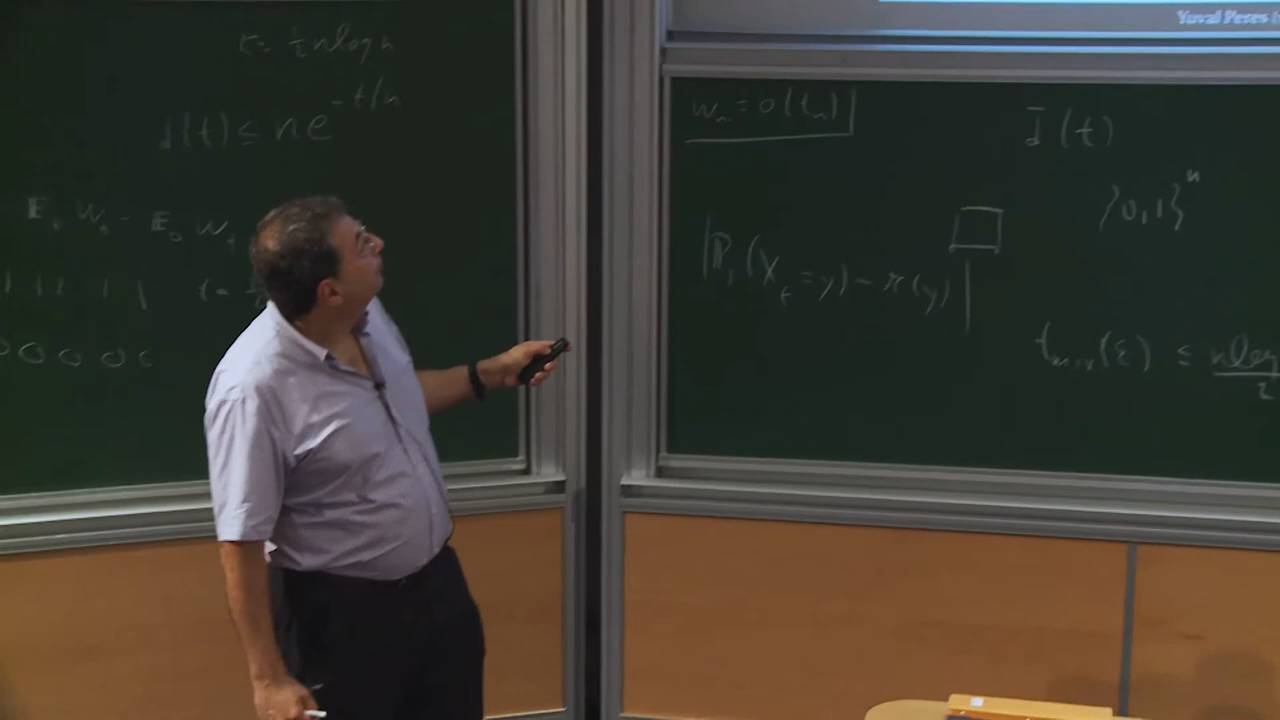 t = ½ n log n
d(t) ≤ n e^{-t/n}
E₁ W_t - E₀ W_t
1 1 1 1 1
0 0 0 0 0
Yuval Peres
w_n = o(t_n)
d̄(t)
{0,1}^n
|P₁(X_t = y) - π(y)|
t_mix(ε) ≤ n log / 2